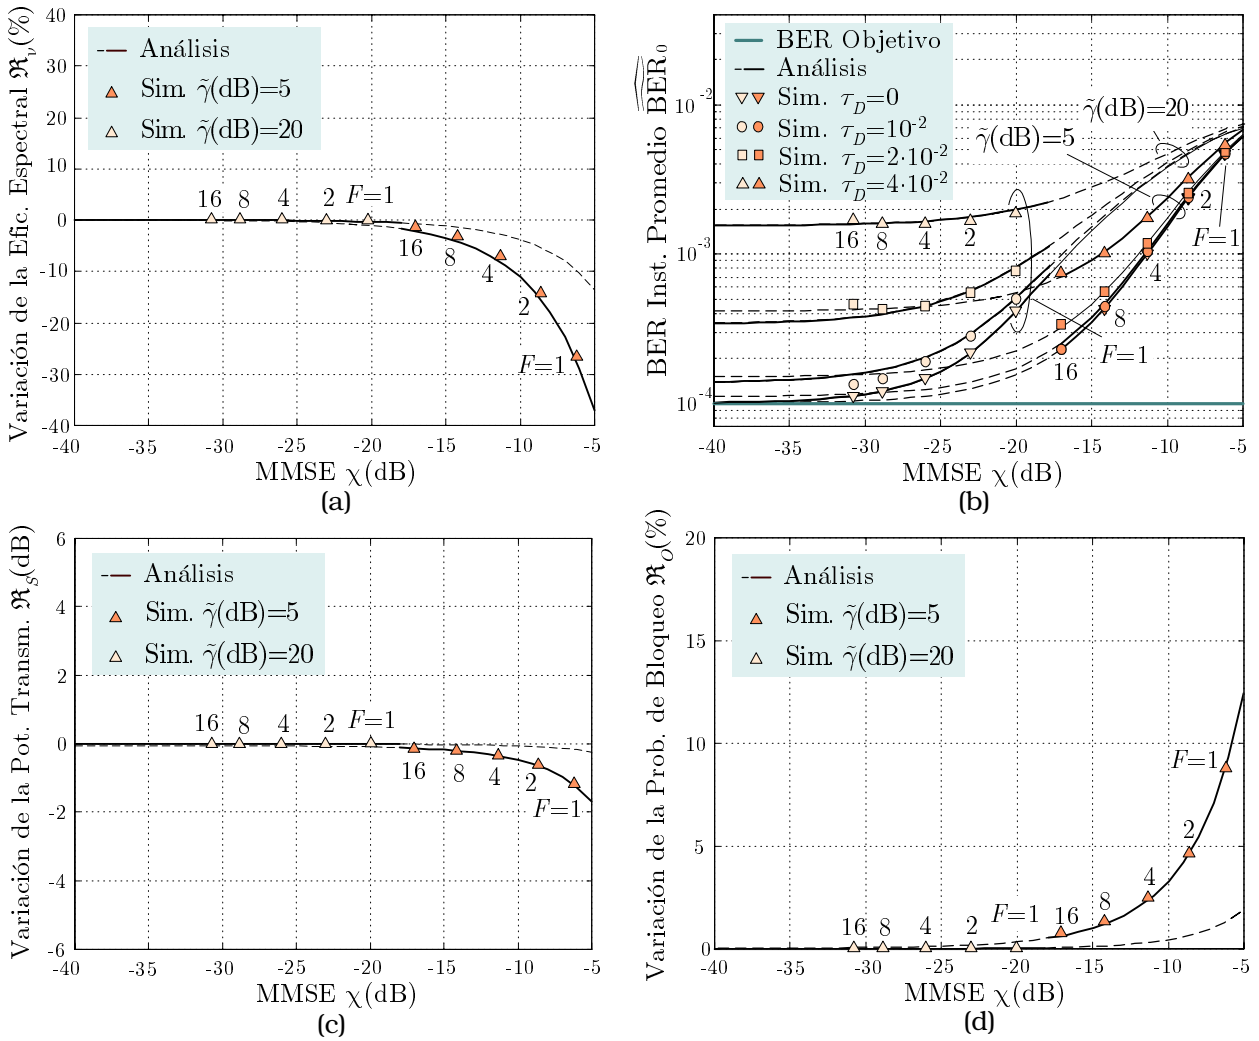 Variación de la Efic. Espectral ℜν(%)
40
30
20
10
0
-10
-20
-30
-40
Análisis
Sim. γ̃(dB)=5
Sim. γ̃(dB)=20
16 8 4 2 F=1
16
8
4
2
F=1
-40 -35 -30 -25 -20 -15 -10 -5
MMSE χ(dB)
(a)
BER Inst. Promedio BER₀
10⁻²
10⁻³
10⁻⁴
BER Objetivo
Análisis
Sim. τD=0
Sim. τD=10⁻²
Sim. τD=2·10⁻²
Sim. τD=4·10⁻²
γ̃(dB)=20
γ̃(dB)=5
16 8 4 2
F=1
2
F=1
4
8
16
-40 -35 -30 -25 -20 -15 -10 -5
MMSE χ(dB)
(b)
Variación de la Pot. Transm. ℜS(dB)
6
4
2
0
-2
-4
-6
Análisis
Sim. γ̃(dB)=5
Sim. γ̃(dB)=20
16 8 4 2 F=1
16 8 4 2
F=1
-40 -35 -30 -25 -20 -15 -10 -5
MMSE χ(dB)
(c)
Variación de la Prob. de Bloqueo ℜO(%)
20
15
10
5
0
Análisis
Sim. γ̃(dB)=5
Sim. γ̃(dB)=20
F=1
2
4
8
16 8 4 2 F=1 16
-40 -35 -30 -25 -20 -15 -10 -5
MMSE χ(dB)
(d)